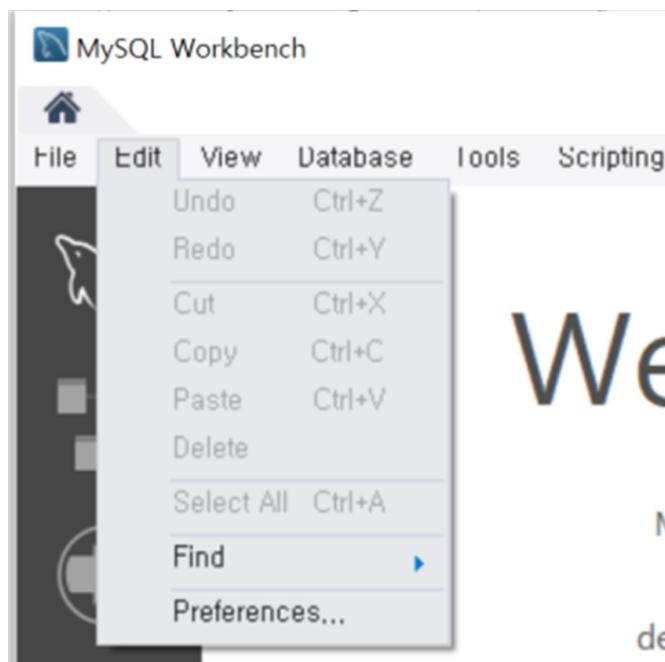 MySQL Workbench
File Edit View Database Tools Scripting
Undo Ctrl+Z
Redo Ctrl+Y
Cut Ctrl+X
Copy Ctrl+C
Paste Ctrl+V
Delete
Select All Ctrl+A
Find
Preferences...
We
M
de